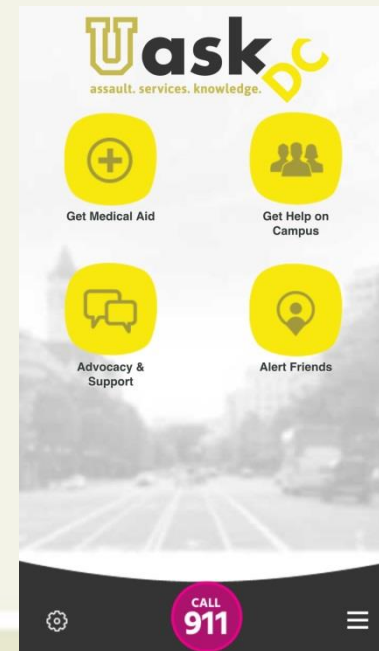 Uask DC
assault. services. knowledge.
Get Medical Aid
Get Help on
Campus
Advocacy &
Support
Alert Friends
CALL
911